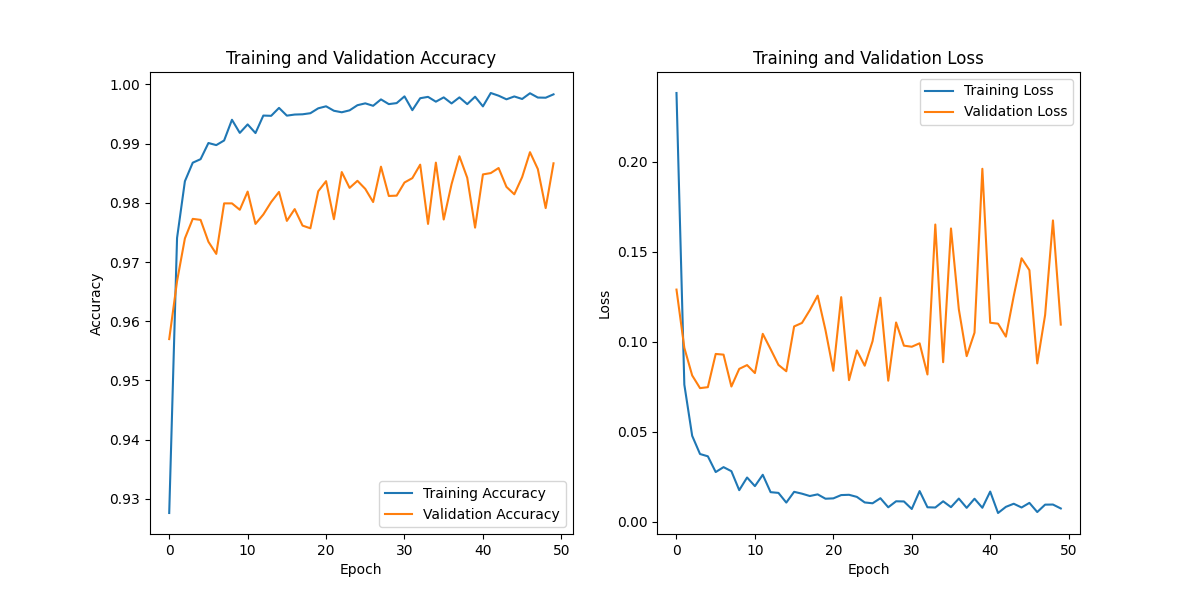 Training and Validation Accuracy
1.00
0.99
0.98
0.97
0.96
0.95
0.94
0.93
Accuracy
0
10
20
30
40
50
Epoch
Training Accuracy
Validation Accuracy
Training and Validation Loss
0.20
0.15
0.10
0.05
0.00
Loss
0
10
20
30
40
50
Epoch
Training Loss
Validation Loss